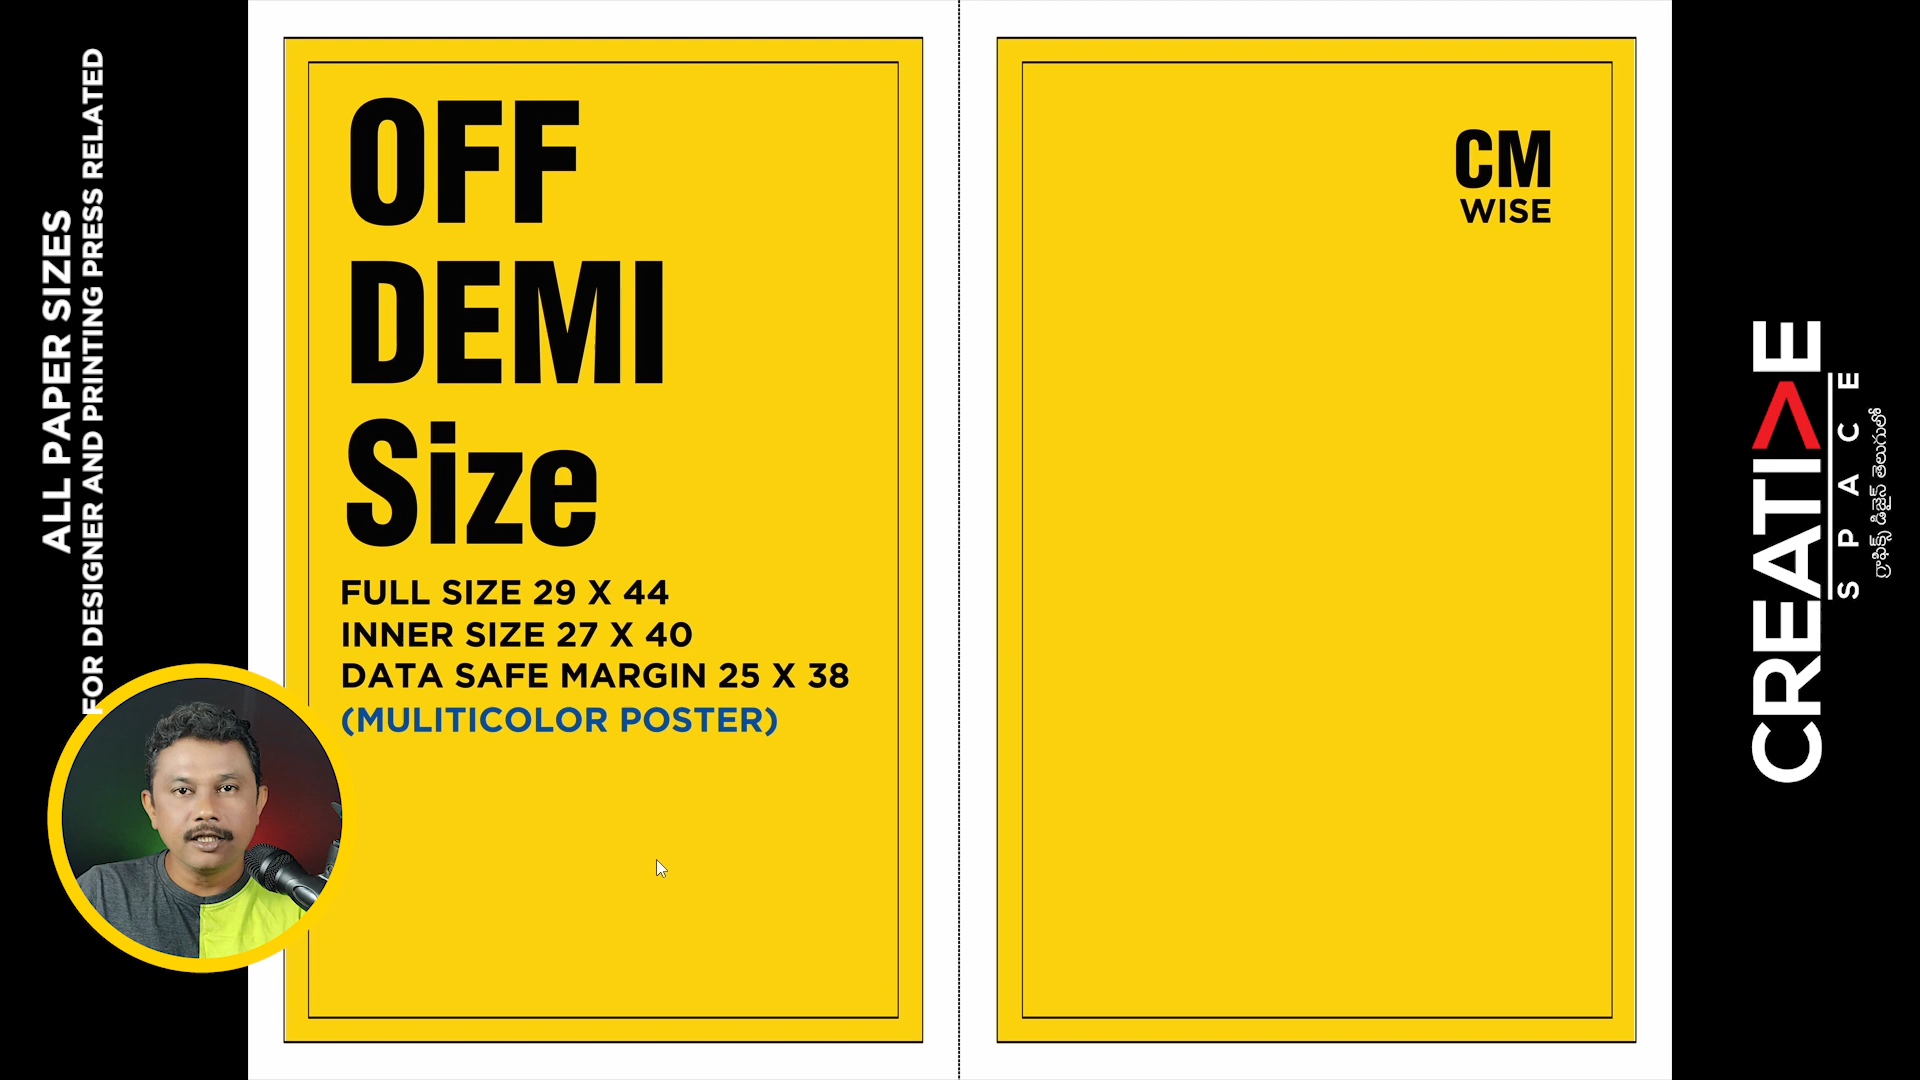 ALL PAPER SIZES
FOR DESIGNER AND PRINTING PRESS RELATED
OFF
DEMI
Size
FULL SIZE 29 X 44
INNER SIZE 27 X 40
DATA SAFE MARGIN 25 X 38
(MULITICOLOR POSTER)
CM
WISE
CREATIVE
SPACE
గ్రాఫిక్స్ డిజైన్ తెలుగులో